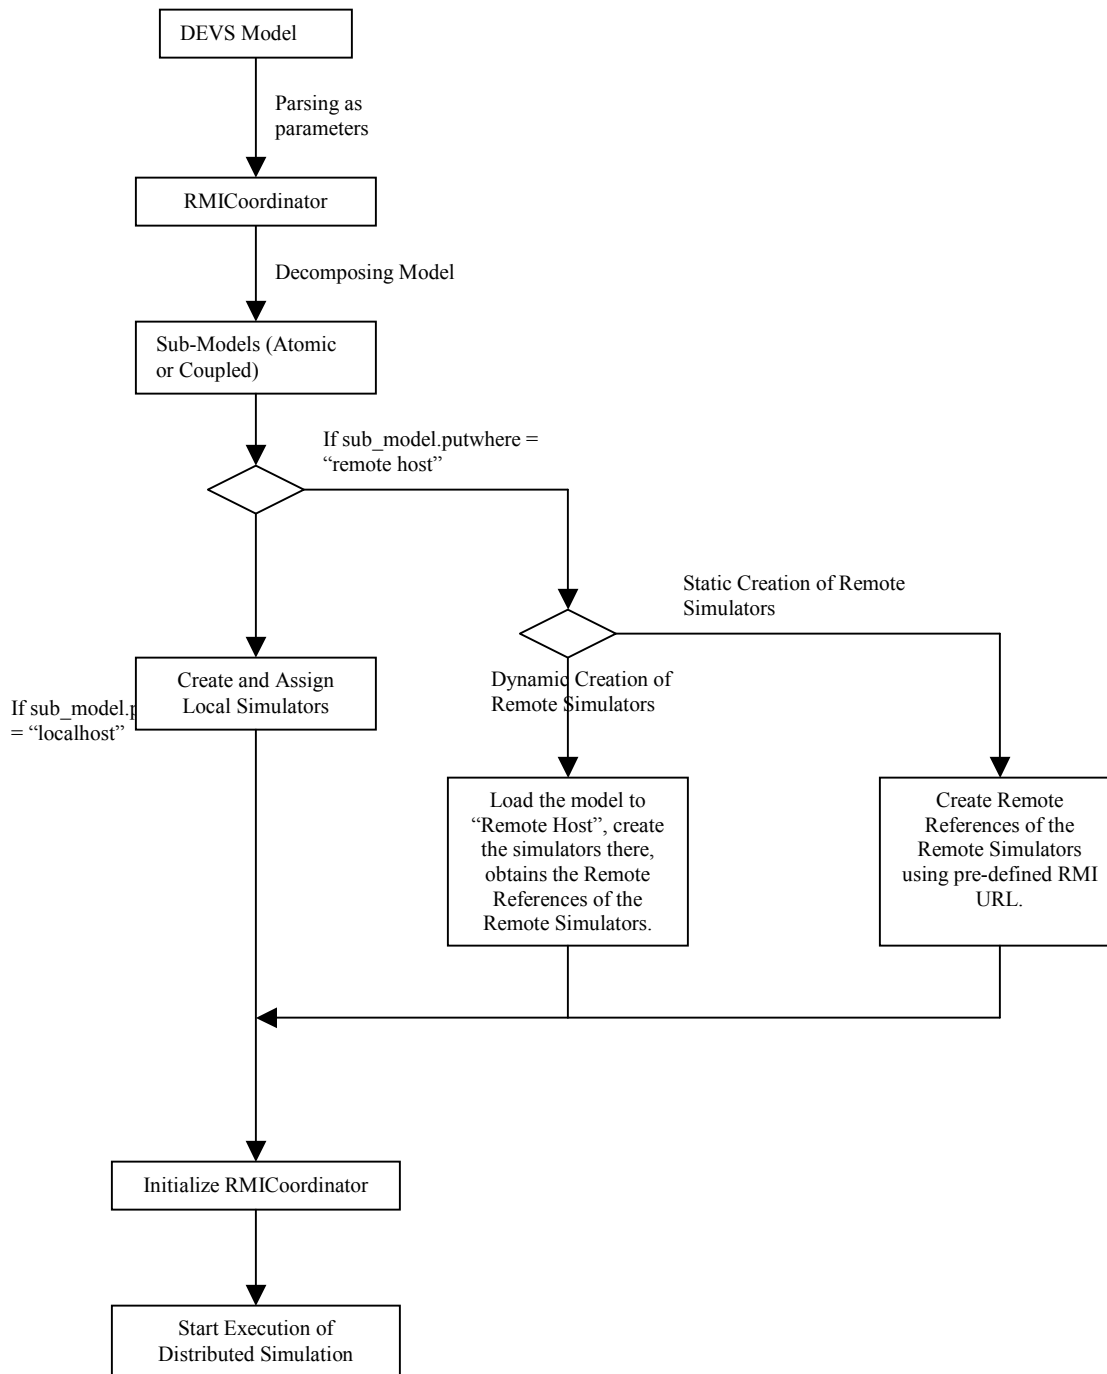 DEVS Model
Parsing as
parameters
RMICoordinator
Decomposing Model
Sub-Models (Atomic
or Coupled)
If sub_model.putwhere =
“remote host”
Static Creation of Remote
Simulators
Create and Assign
Local Simulators
If sub_model.p
= “localhost”
Dynamic Creation of
Remote Simulators
Load the model to
“Remote Host”, create
the simulators there,
obtains the Remote
References of the
Remote Simulators.
Create Remote
References of the
Remote Simulators
using pre-defined RMI
URL.
Initialize RMICoordinator
Start Execution of
Distributed Simulation